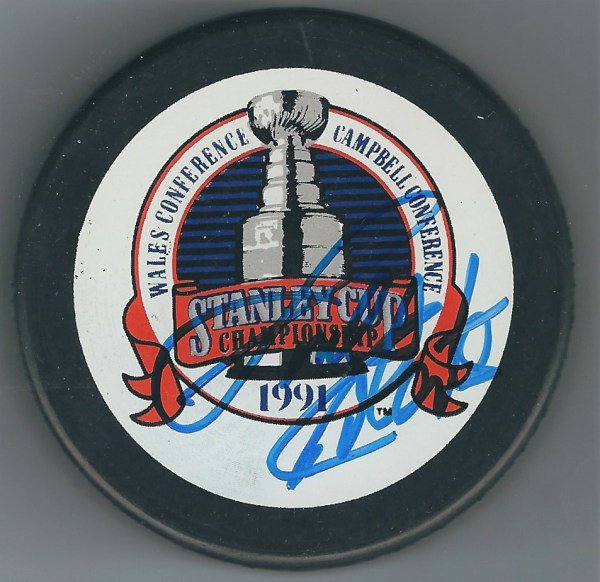 WALES CONFERENCE
CAMPBELL CONFERENCE
STANLEY CUP
CHAMPIONSHIP
1991
TM